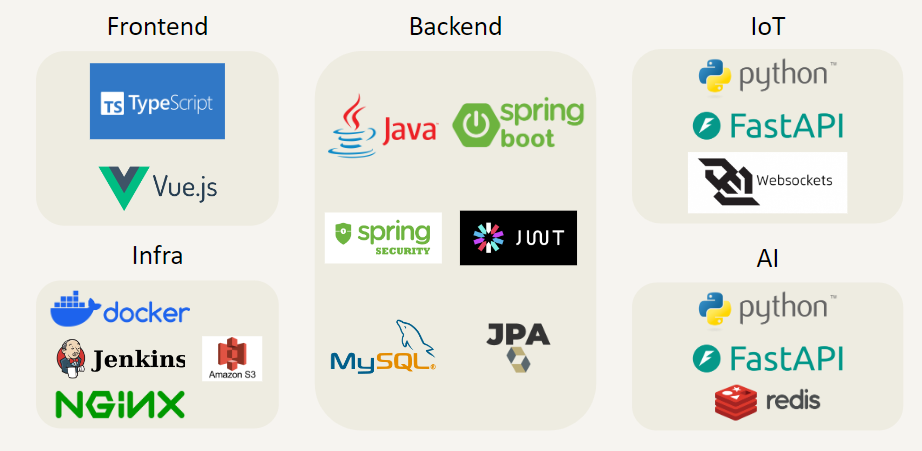 Frontend
TS TypeScript
Vue.js
Backend
Java™
spring boot
spring SECURITY
JWT
MySQL®
JPA
IoT
python™
FastAPI
Websockets
Infra
docker
Jenkins
Amazon S3
NGINX
AI
python™
FastAPI
redis